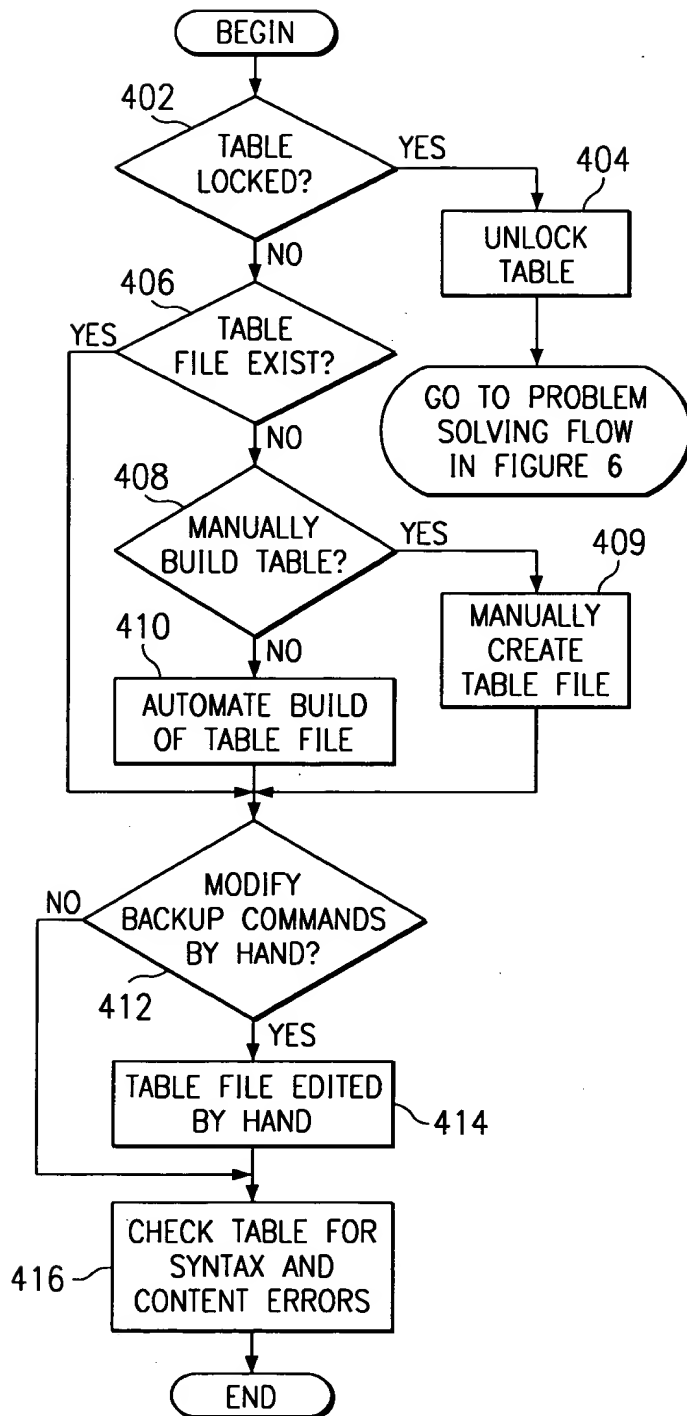 BEGIN
402
TABLE
LOCKED?
YES
404
UNLOCK
TABLE
NO
406
YES
TABLE
FILE EXIST?
GO TO PROBLEM
SOLVING FLOW
IN FIGURE 6
NO
408
MANUALLY
BUILD TABLE?
YES
409
MANUALLY
CREATE
TABLE FILE
NO
410
AUTOMATE BUILD
OF TABLE FILE
NO
MODIFY
BACKUP COMMANDS
BY HAND?
412
YES
TABLE FILE EDITED
BY HAND
414
CHECK TABLE FOR
SYNTAX AND
CONTENT ERRORS
416
END